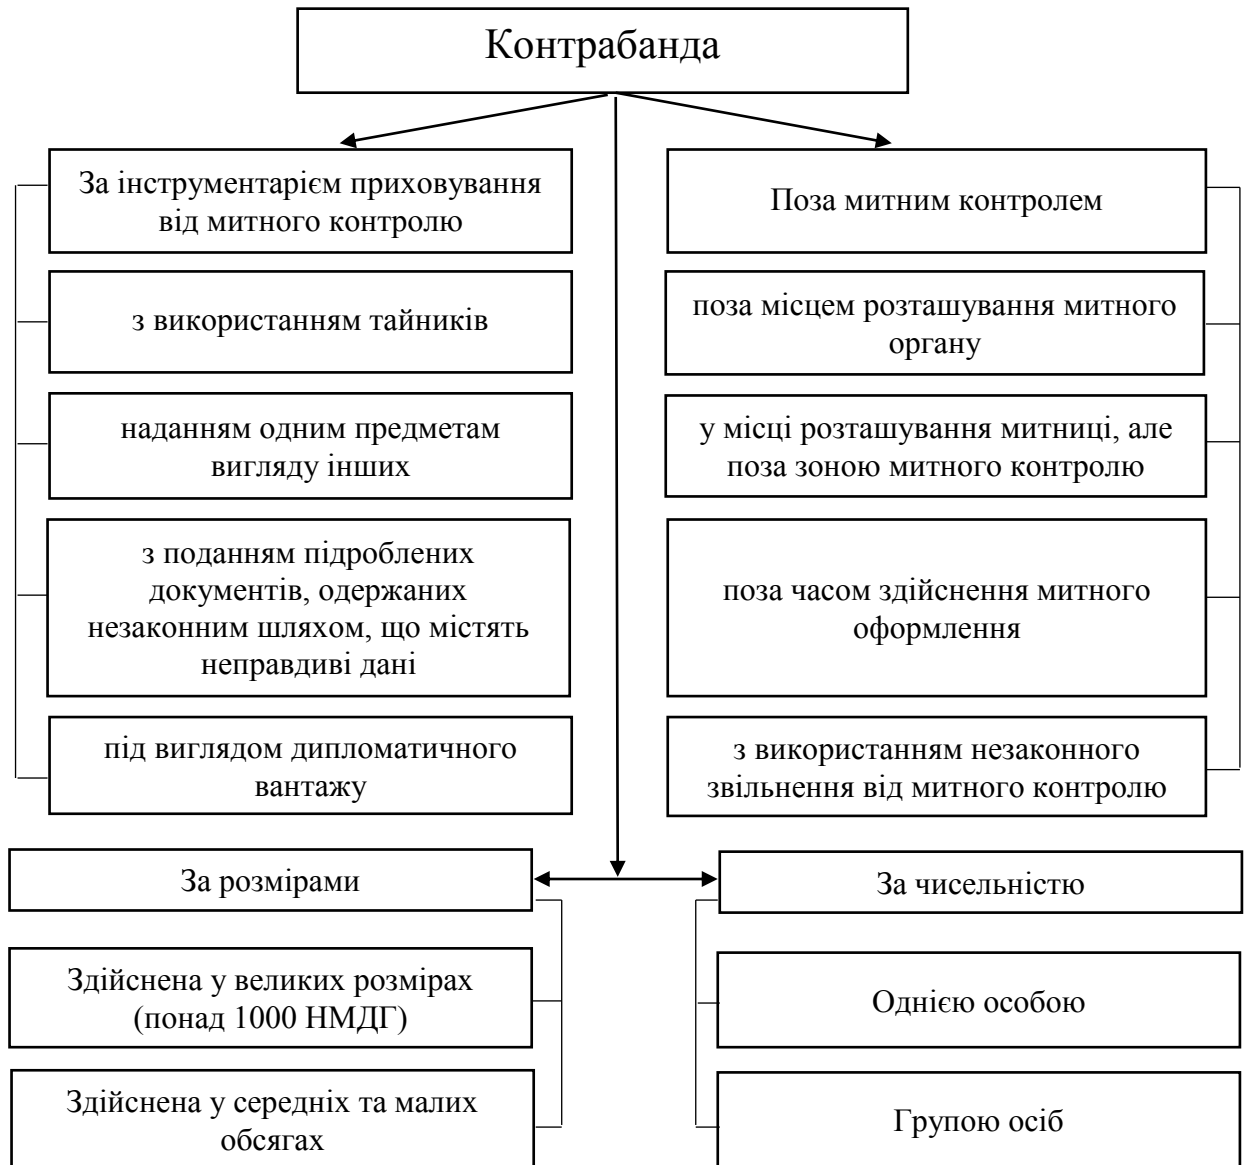 Контрабанда
За інструментарієм приховування
від митного контролю
з використанням тайників
наданням одним предметам
вигляду інших
з поданням підроблених
документів, одержаних
незаконним шляхом, що містять
неправдиві дані
під виглядом дипломатичного
вантажу
Поза митним контролем
поза місцем розташування митного
органу
у місці розташування митниці, але
поза зоною митного контролю
поза часом здійснення митного
оформлення
з використанням незаконного
звільнення від митного контролю
За розмірами
Здійснена у великих розмірах
(понад 1000 НМДГ)
Здійснена у середніх та малих
обсягах
За чисельністю
Однією особою
Групою осіб